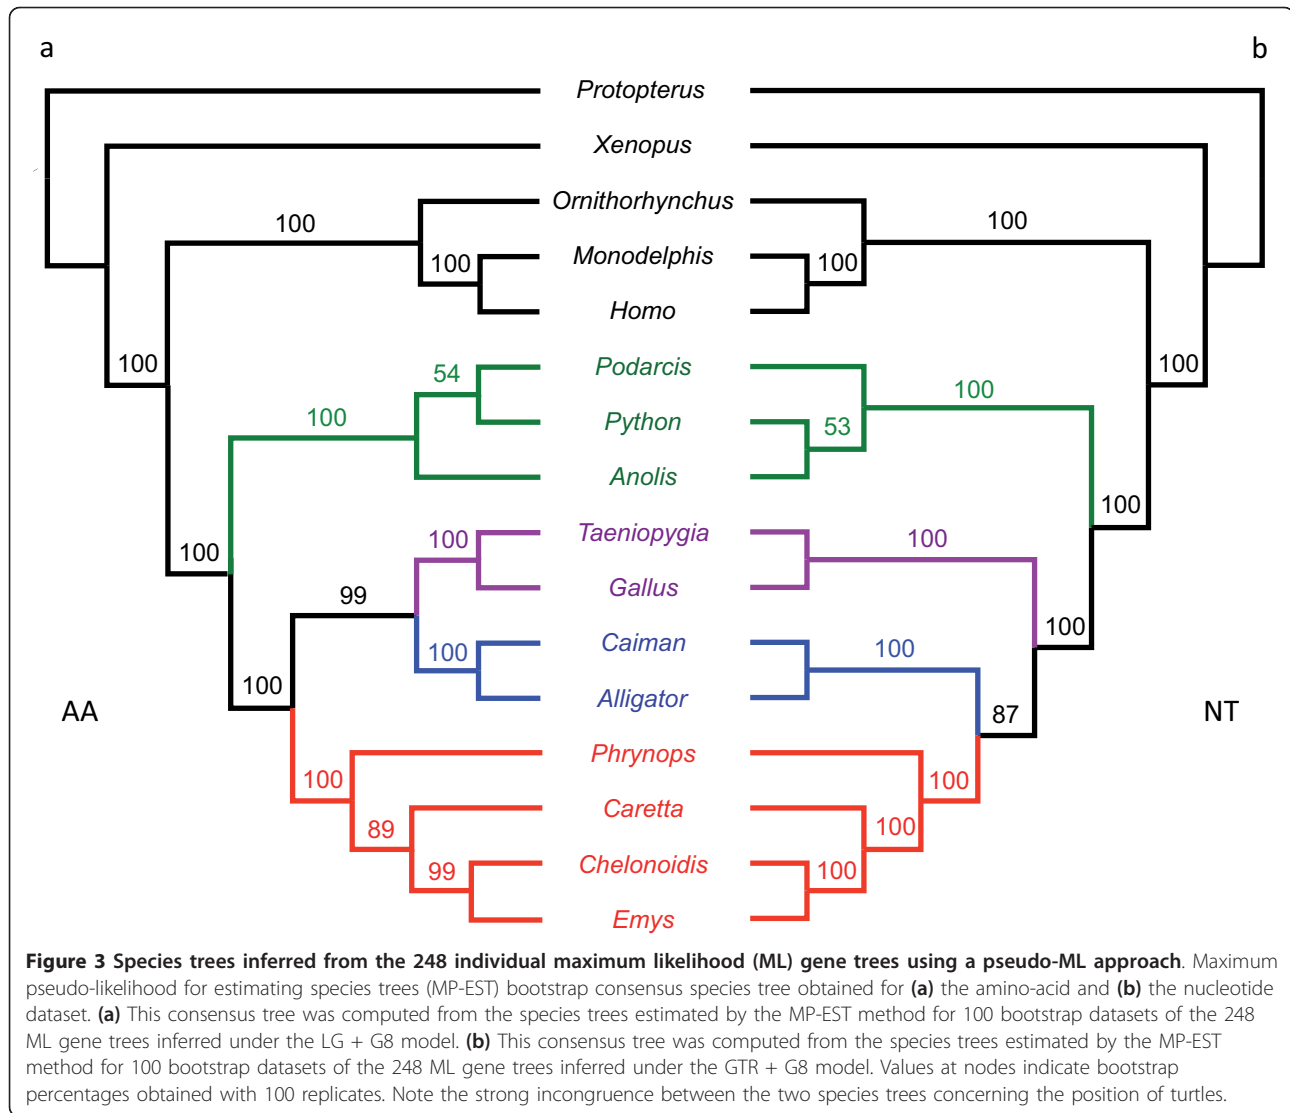 a
b
Protopterus
Xenopus
Ornithorhynchus
100
100
Monodelphis
100
100
Homo
100
100
Podarcis
54
100
100
Python
53
Anolis
Taeniopygia
100
100
100
100
Gallus
99
100
Caiman
100
100
Alligator
100
87
AA
NT
Phrynops
100
100
Caretta
89
100
Chelonoidis
99
100
Emys
Figure 3 Species trees inferred from the 248 individual maximum likelihood (ML) gene trees using a pseudo-ML approach. Maximum
pseudo-likelihood for estimating species trees (MP-EST) bootstrap consensus species tree obtained for (a) the amino-acid and (b) the nucleotide
dataset. (a) This consensus tree was computed from the species trees estimated by the MP-EST method for 100 bootstrap datasets of the 248
ML gene trees inferred under the LG + G8 model. (b) This consensus tree was computed from the species trees estimated by the MP-EST
method for 100 bootstrap datasets of the 248 ML gene trees inferred under the GTR + G8 model. Values at nodes indicate bootstrap
percentages obtained with 100 replicates. Note the strong incongruence between the two species trees concerning the position of turtles.